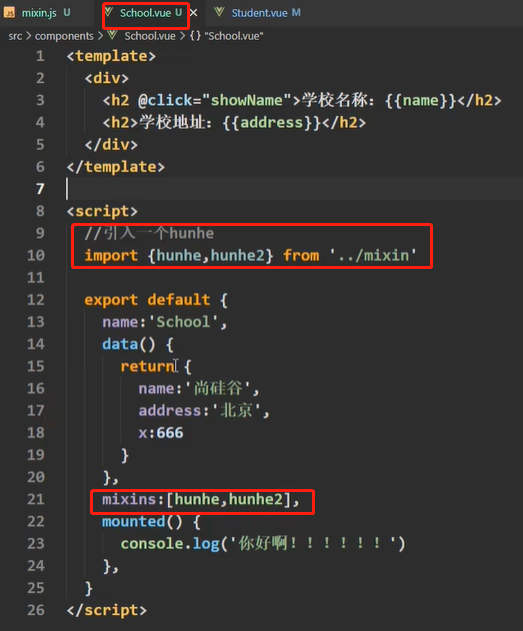 JS mixin.js U School.vue U × Student.vue M
src > components > School.vue > {} "School.vue"
1 <template>
2 <div>
3 <h2 @click="showName">学校名称：{{name}}</h2>
4 <h2>学校地址：{{address}}</h2>
5 </div>
6 </template>
7
8 <script>
9 //引入一个hunhe
10 import {hunhe,hunhe2} from '../mixin'
11
12 export default {
13 name:'School',
14 data() {
15 return {
16 name:'尚硅谷',
17 address:'北京',
18 x:666
19 }
20 },
21 mixins:[hunhe,hunhe2],
22 mounted() {
23 console.log('你好啊！！！！！！')
24 },
25 }
26 </script>